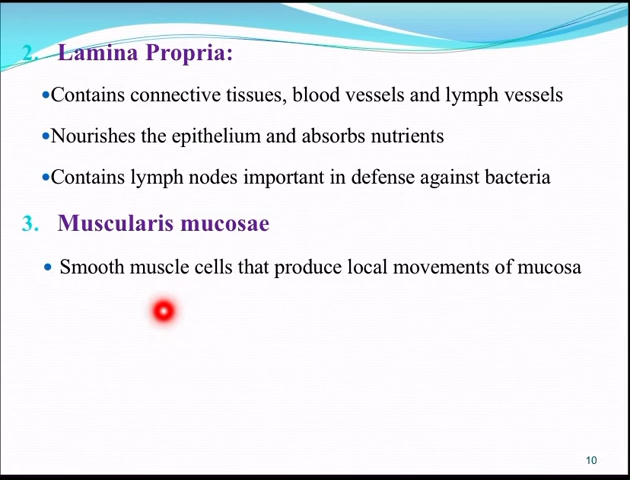 2. Lamina Propria:
•Contains connective tissues, blood vessels and lymph vessels
•Nourishes the epithelium and absorbs nutrients
•Contains lymph nodes important in defense against bacteria
3. Muscularis mucosae
• Smooth muscle cells that produce local movements of mucosa
10